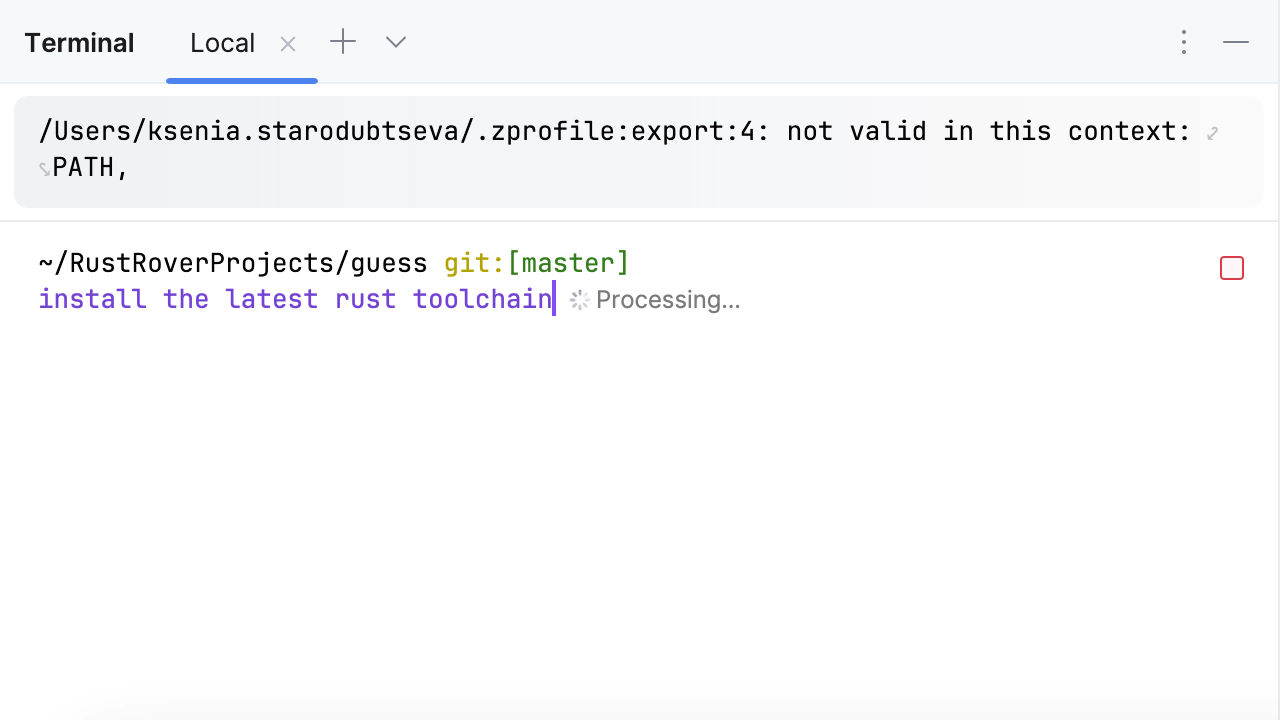 Terminal Local
/Users/ksenia.starodubtseva/.zprofile:export:4: not valid in this context:
PATH,
~/RustRoverProjects/guess git:[master]
install the latest rust toolchain Processing...